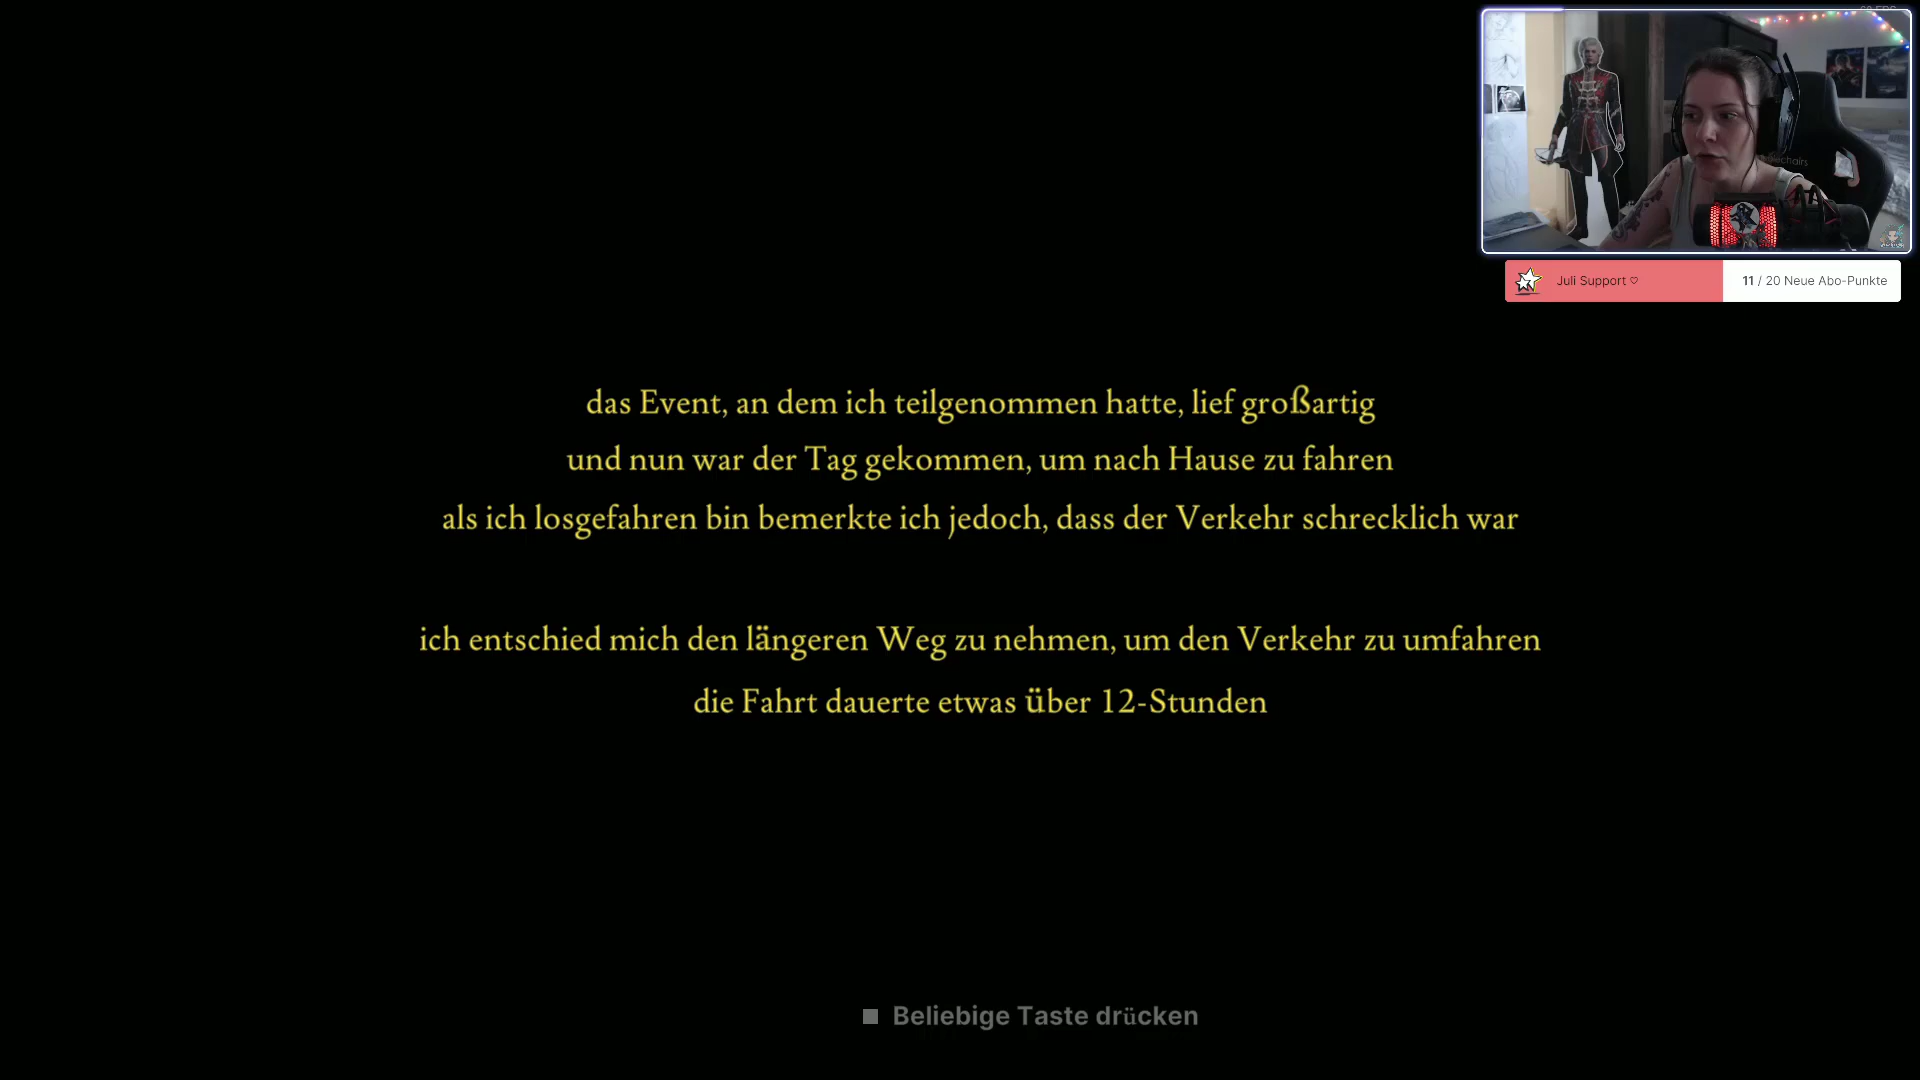 Juli Support ♡
11 / 20 Neue Abo-Punkte
das Event, an dem ich teilgenommen hatte, lief großartig
und nun war der Tag gekommen, um nach Hause zu fahren
als ich losgefahren bin bemerkte ich jedoch, dass der Verkehr schrecklich war
ich entschied mich den längeren Weg zu nehmen, um den Verkehr zu umfahren
die Fahrt dauerte etwas über 12-Stunden
Beliebige Taste drücken